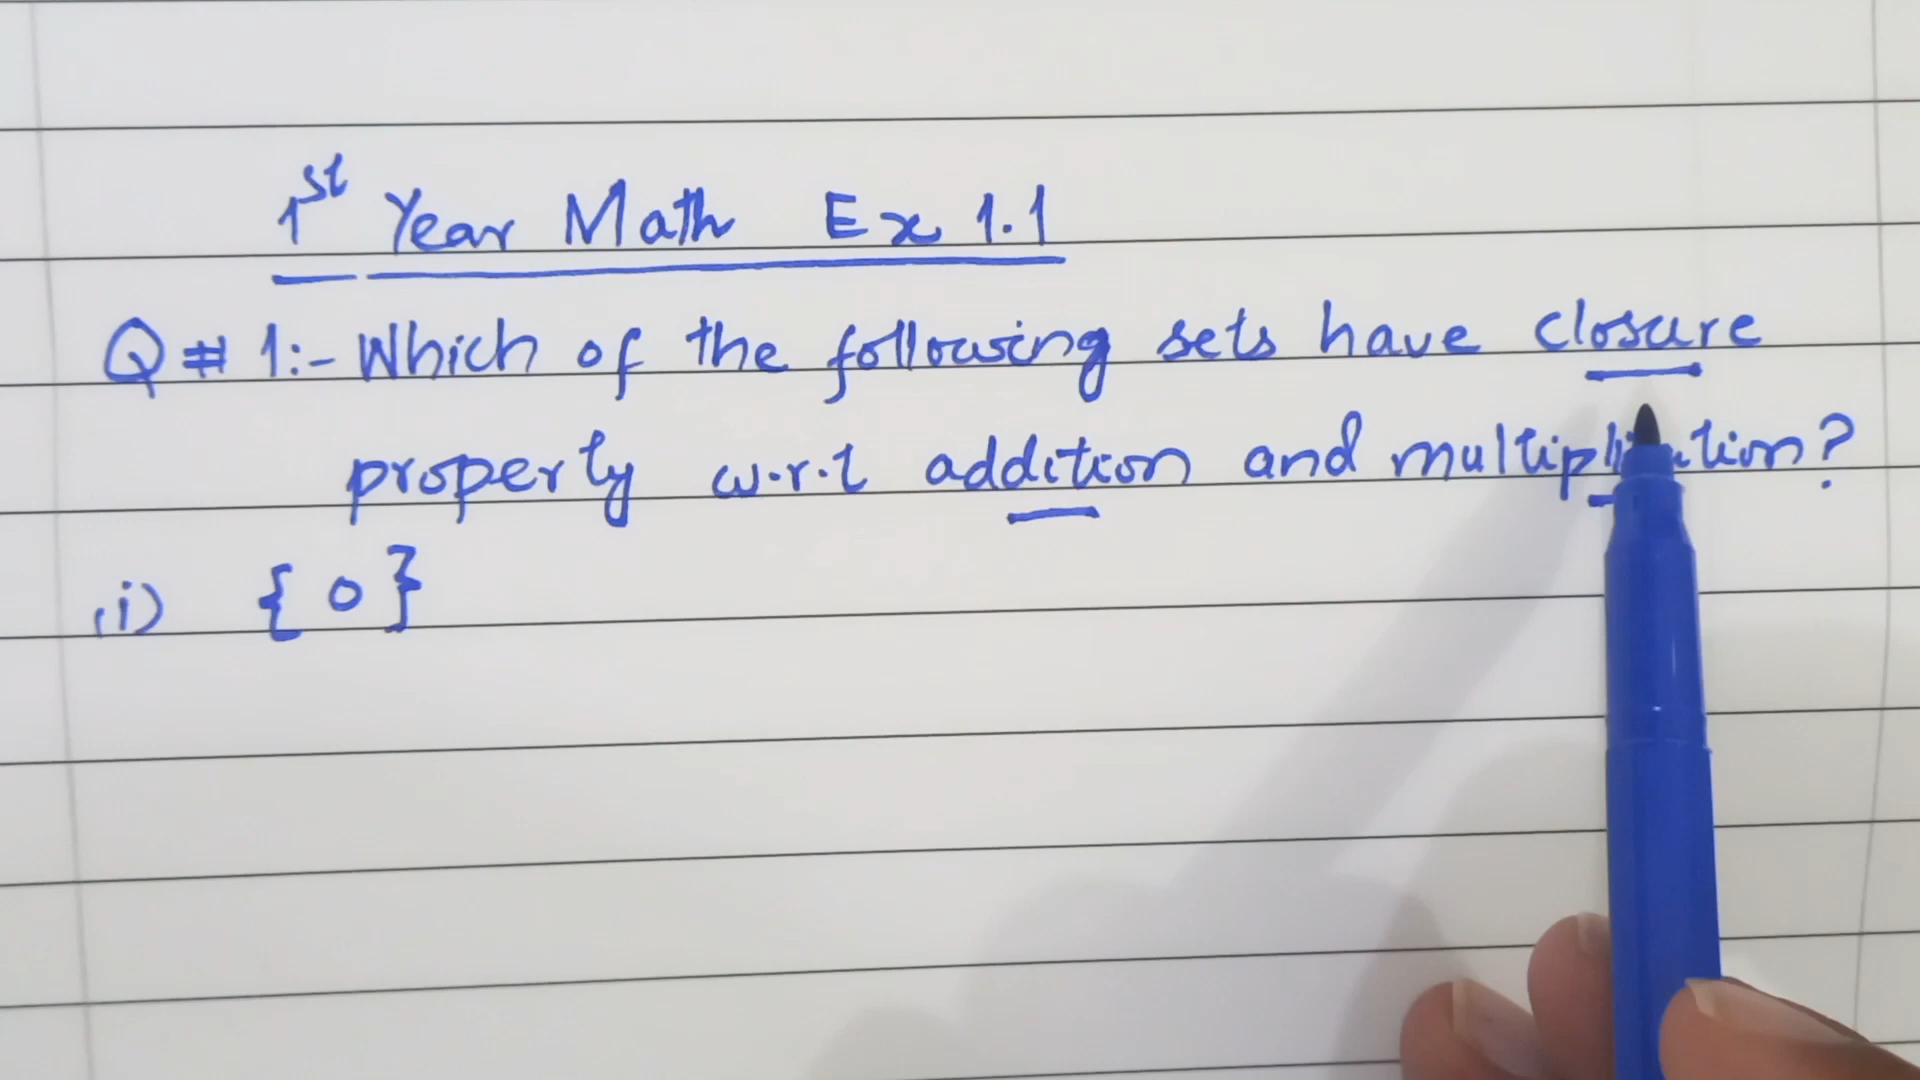 1st Year Math Ex 1.1
Q # 1:- Which of the following sets have closure
property w.r.t addition and multiplication?
(i) { 0 }